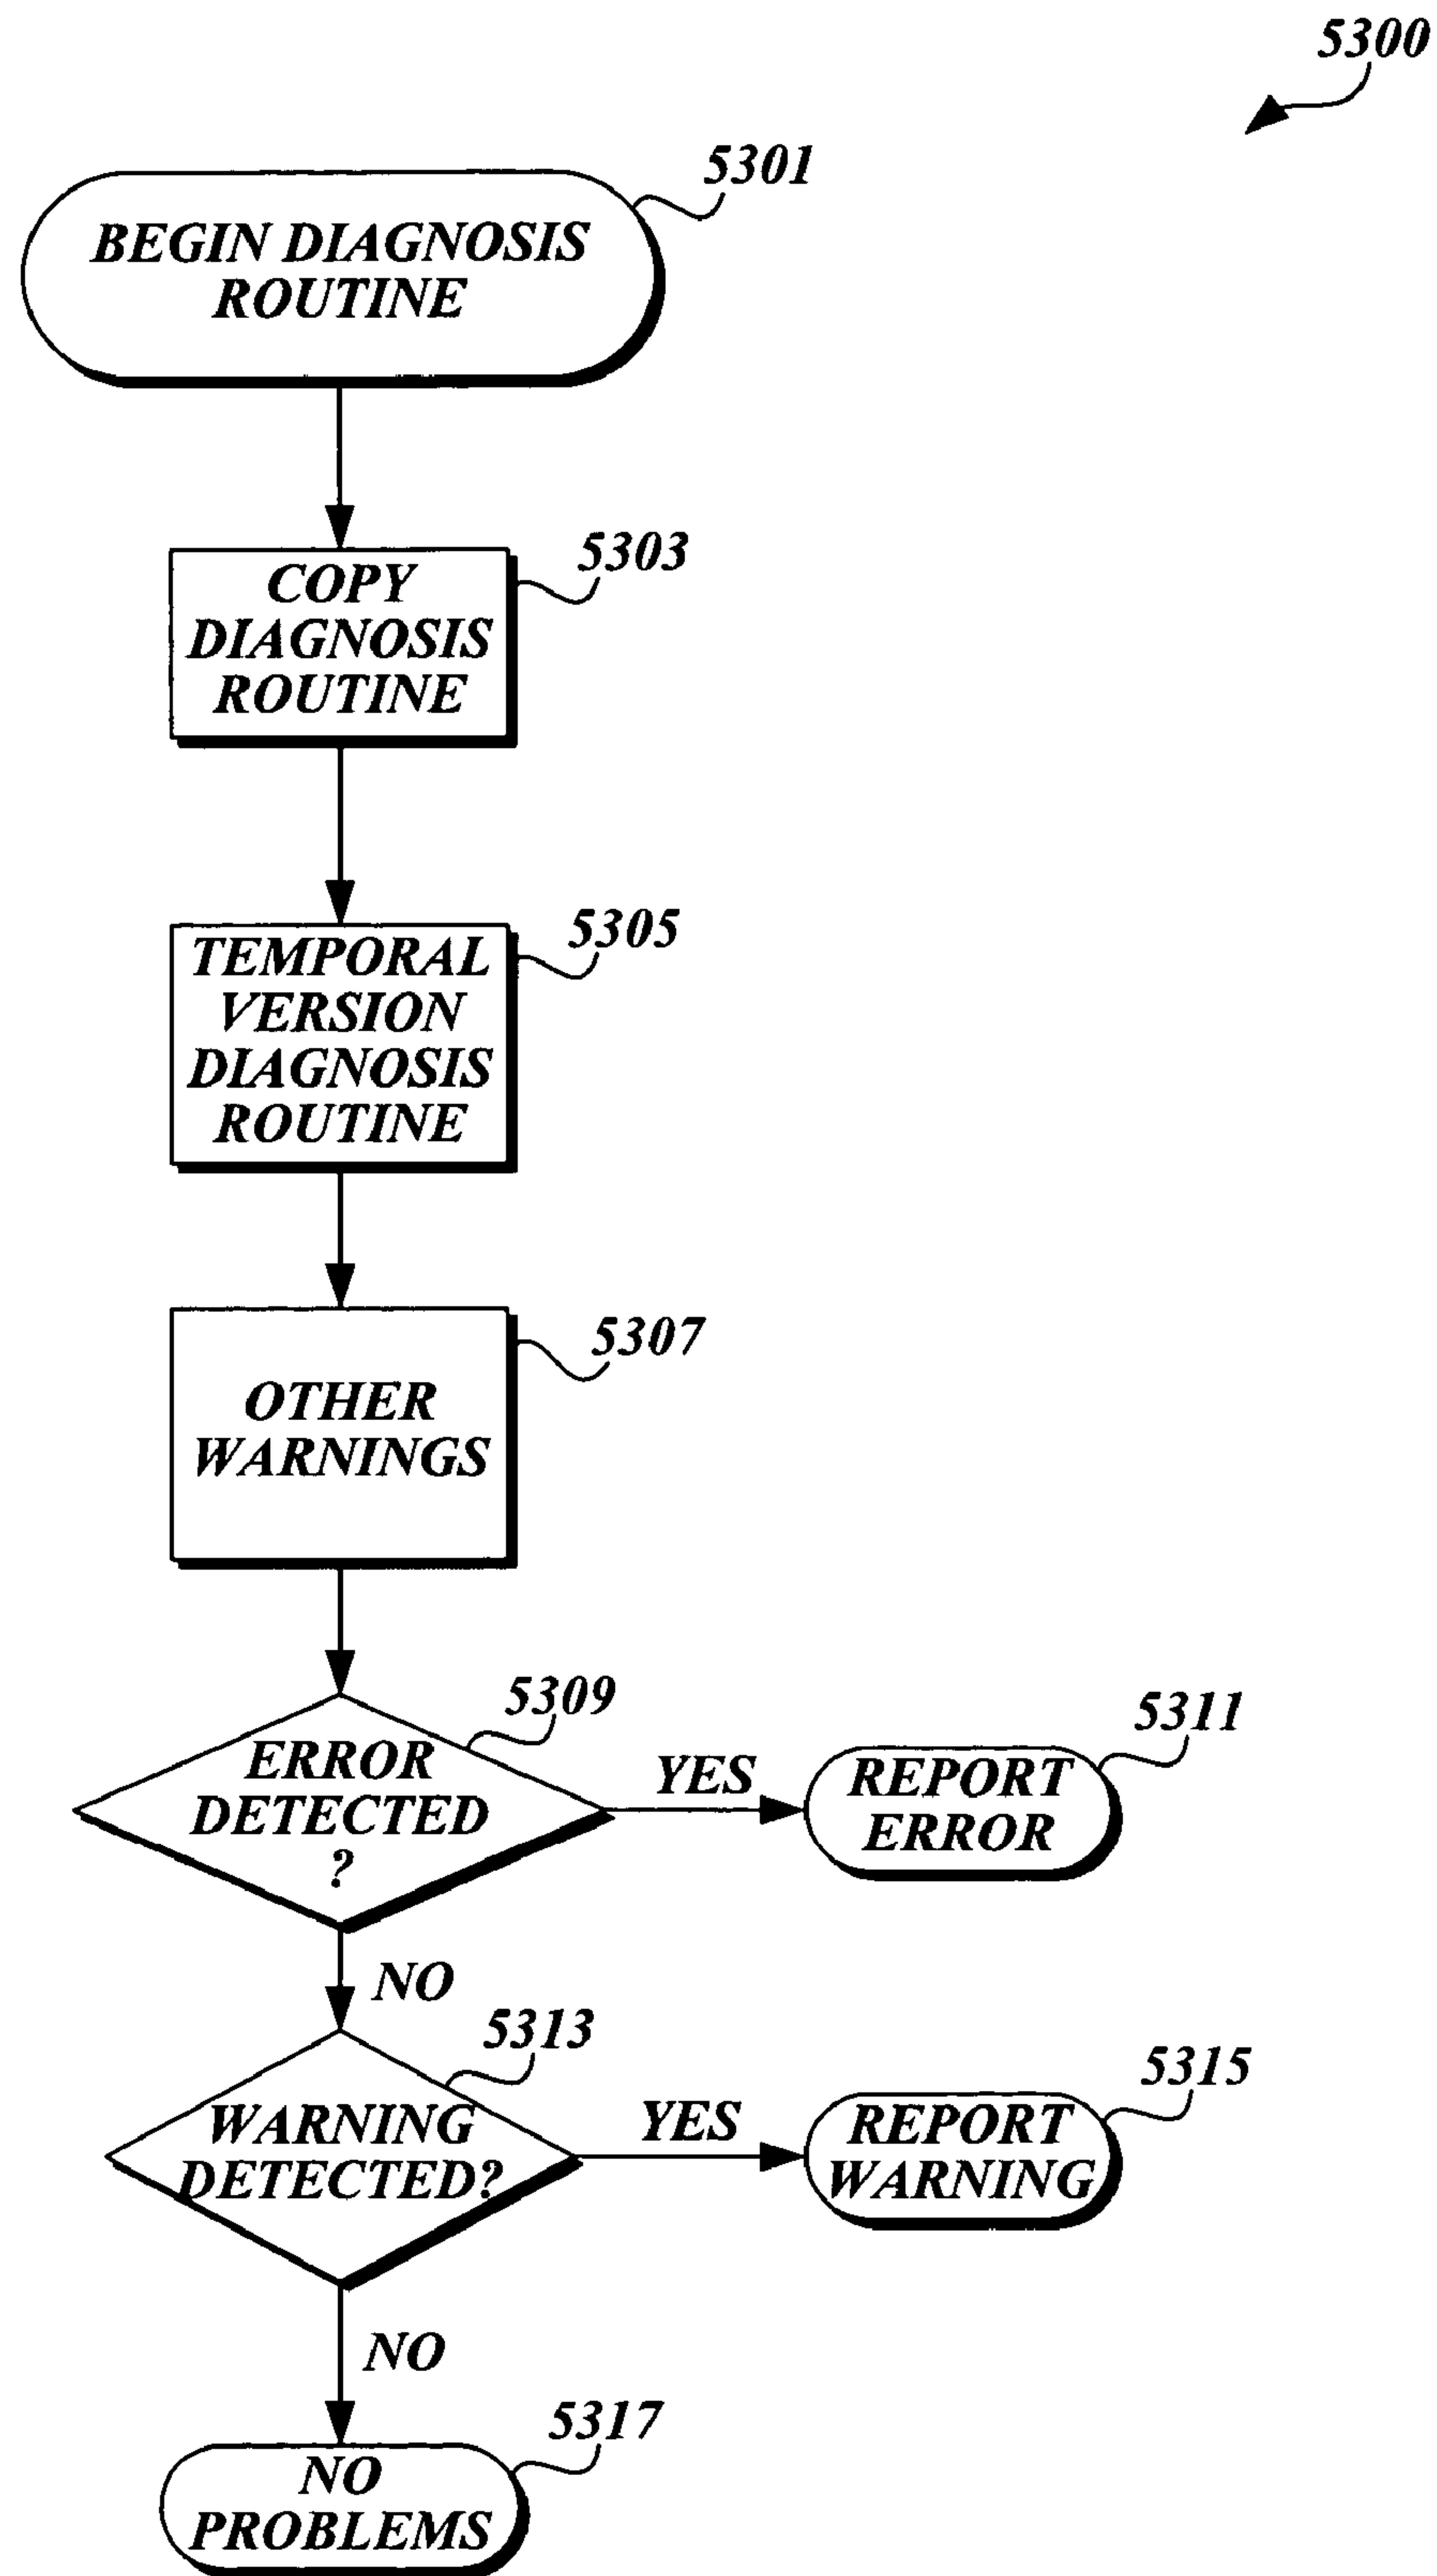 5300
5301
BEGIN DIAGNOSIS
ROUTINE
5303
COPY
DIAGNOSIS
ROUTINE
5305
TEMPORAL
VERSION
DIAGNOSIS
ROUTINE
5307
OTHER
WARNINGS
5309
ERROR
DETECTED
?
YES
5311
REPORT
ERROR
NO
5313
WARNING
DETECTED?
YES
5315
REPORT
WARNING
NO
5317
NO
PROBLEMS